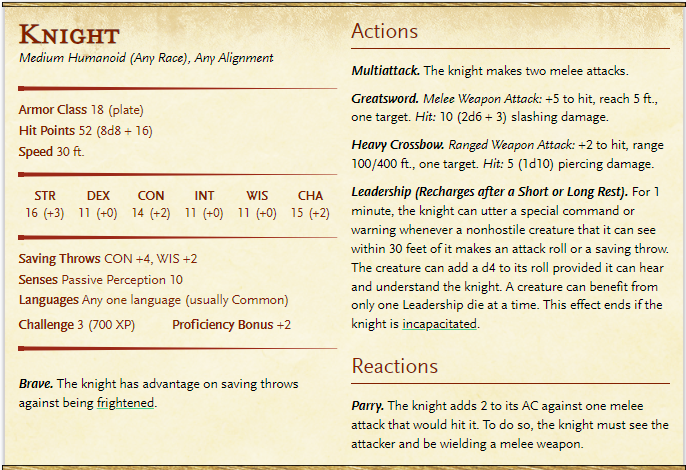 KNIGHT
Medium Humanoid (Any Race), Any Alignment
Armor Class 18 (plate)
Hit Points 52 (8d8 + 16)
Speed 30 ft.
STR DEX CON INT WIS CHA
16 (+3) 11 (+0) 14 (+2) 11 (+0) 11 (+0) 15 (+2)
Saving Throws CON +4, WIS +2
Senses Passive Perception 10
Languages Any one language (usually Common)
Challenge 3 (700 XP) Proficiency Bonus +2
Brave. The knight has advantage on saving throws
against being frightened.
Actions
Multiattack. The knight makes two melee attacks.
Greatsword. Melee Weapon Attack: +5 to hit, reach 5 ft.,
one target. Hit: 10 (2d6 + 3) slashing damage.
Heavy Crossbow. Ranged Weapon Attack: +2 to hit, range
100/400 ft., one target. Hit: 5 (1d10) piercing damage.
Leadership (Recharges after a Short or Long Rest). For 1
minute, the knight can utter a special command or
warning whenever a nonhostile creature that it can see
within 30 feet of it makes an attack roll or a saving throw.
The creature can add a d4 to its roll provided it can hear
and understand the knight. A creature can benefit from
only one Leadership die at a time. This effect ends if the
knight is incapacitated.
Reactions
Parry. The knight adds 2 to its AC against one melee
attack that would hit it. To do so, the knight must see the
attacker and be wielding a melee weapon.